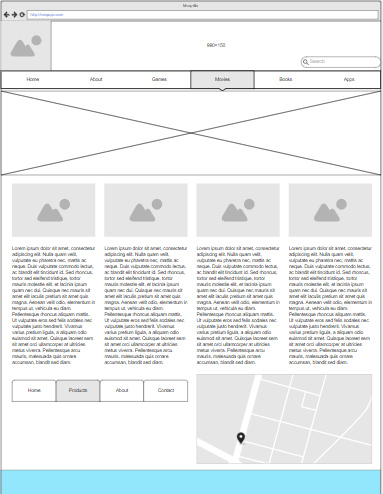 Moqups
http://moqups.com
980×150
Search
Home About Games Movies Books Apps
Lorem ipsum dolor sit amet, consectetur
adipiscing elit. Nulla quam velit,
vulputate eu pharetra nec, mattis ac
neque. Duis vulputate commodo lectus,
ac blandit elit tincidunt id. Sed rhoncus,
tortor sed eleifend tristique, tortor
mauris molestie elit, et lacinia ipsum
quam nec dui. Quisque nec mauris sit
amet elit iaculis pretium sit amet quis
magna. Aenean velit odio, elementum in
tempus ut, vehicula eu diam.
Pellentesque rhoncus aliquam mattis.
Ut vulputate eros sed felis sodales nec
vulputate justo hendrerit. Vivamus
varius pretium ligula, a aliquam odio
euismod sit amet. Quisque laoreet sem
sit amet orci ullamcorper at ultricies
metus viverra. Pellentesque arcu
mauris, malesuada quis ornare
accumsan, blandit sed diam.
Lorem ipsum dolor sit amet, consectetur
adipiscing elit. Nulla quam velit,
vulputate eu pharetra nec, mattis ac
neque. Duis vulputate commodo lectus,
ac blandit elit tincidunt id. Sed rhoncus,
tortor sed eleifend tristique, tortor
mauris molestie elit, et lacinia ipsum
quam nec dui. Quisque nec mauris sit
amet elit iaculis pretium sit amet quis
magna. Aenean velit odio, elementum in
tempus ut, vehicula eu diam.
Pellentesque rhoncus aliquam mattis.
Ut vulputate eros sed felis sodales nec
vulputate justo hendrerit. Vivamus
varius pretium ligula, a aliquam odio
euismod sit amet. Quisque laoreet sem
sit amet orci ullamcorper at ultricies
metus viverra. Pellentesque arcu
mauris, malesuada quis ornare
accumsan, blandit sed diam.
Lorem ipsum dolor sit amet, consectetur
adipiscing elit. Nulla quam velit,
vulputate eu pharetra nec, mattis ac
neque. Duis vulputate commodo lectus,
ac blandit elit tincidunt id. Sed rhoncus,
tortor sed eleifend tristique, tortor
mauris molestie elit, et lacinia ipsum
quam nec dui. Quisque nec mauris sit
amet elit iaculis pretium sit amet quis
magna. Aenean velit odio, elementum in
tempus ut, vehicula eu diam.
Pellentesque rhoncus aliquam mattis.
Ut vulputate eros sed felis sodales nec
vulputate justo hendrerit. Vivamus
varius pretium ligula, a aliquam odio
euismod sit amet. Quisque laoreet sem
sit amet orci ullamcorper at ultricies
metus viverra. Pellentesque arcu
mauris, malesuada quis ornare
accumsan, blandit sed diam.
Lorem ipsum dolor sit amet, consectetur
adipiscing elit. Nulla quam velit,
vulputate eu pharetra nec, mattis ac
neque. Duis vulputate commodo lectus,
ac blandit elit tincidunt id. Sed rhoncus,
tortor sed eleifend tristique, tortor
mauris molestie elit, et lacinia ipsum
quam nec dui. Quisque nec mauris sit
amet elit iaculis pretium sit amet quis
magna. Aenean velit odio, elementum in
tempus ut, vehicula eu diam.
Pellentesque rhoncus aliquam mattis.
Ut vulputate eros sed felis sodales nec
vulputate justo hendrerit. Vivamus
varius pretium ligula, a aliquam odio
euismod sit amet. Quisque laoreet sem
sit amet orci ullamcorper at ultricies
metus viverra. Pellentesque arcu
mauris, malesuada quis ornare
accumsan, blandit sed diam.
Home Products About Contact